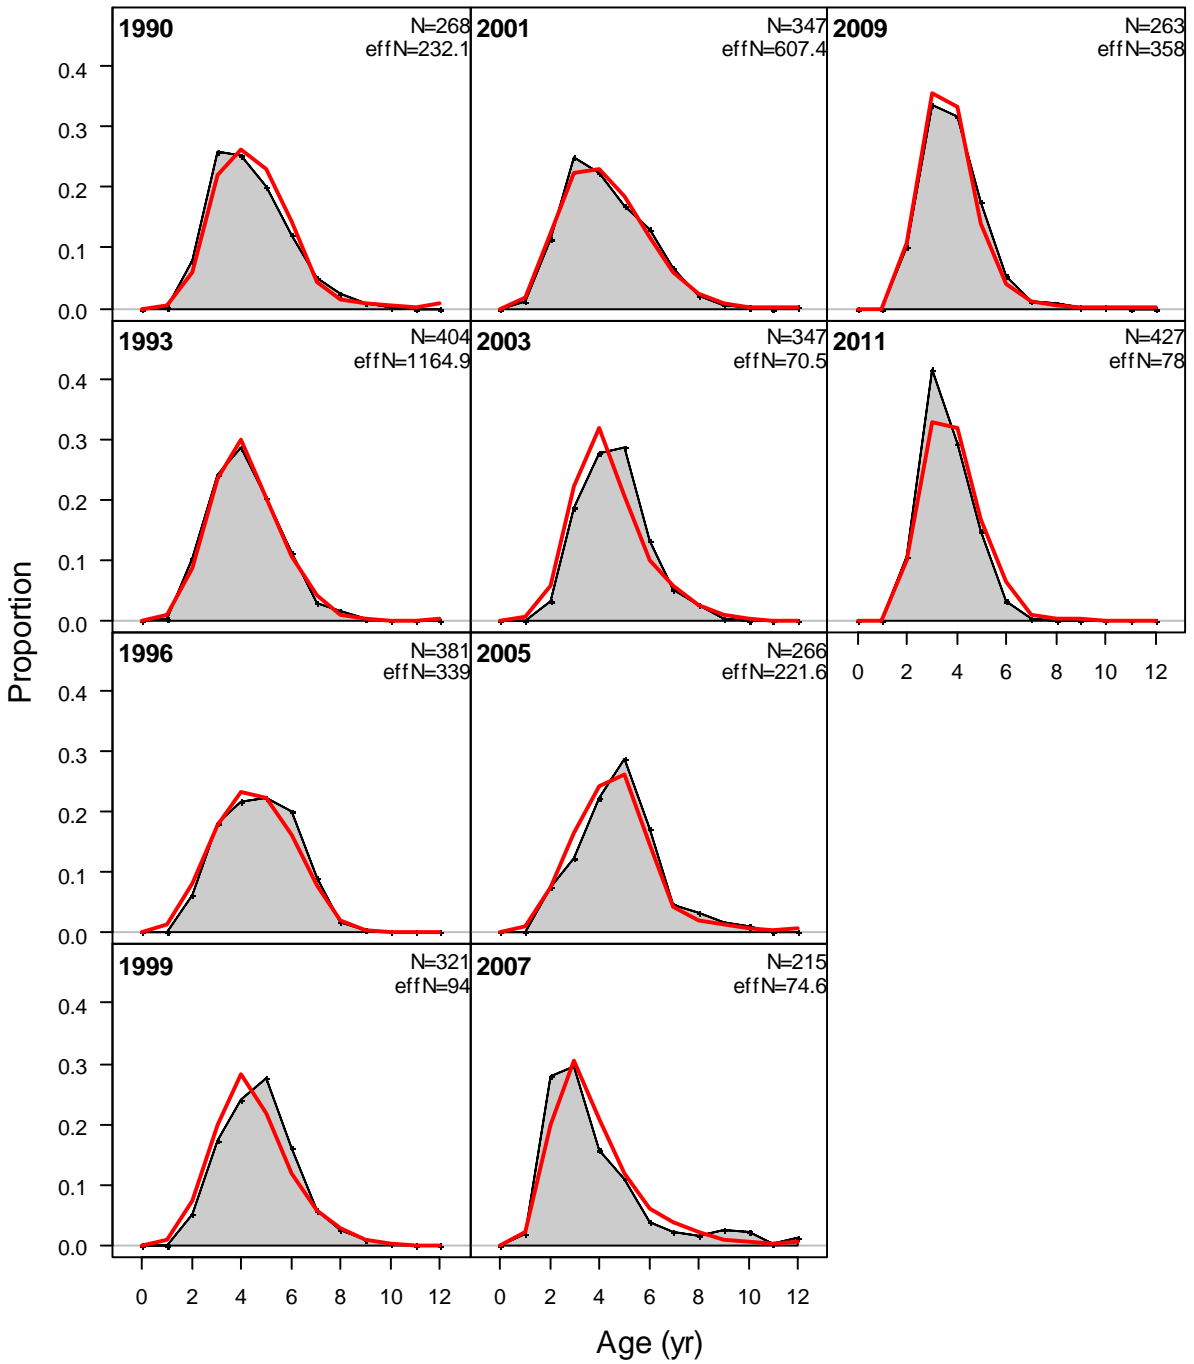 1990
N=268
effN=232.1
2001
N=347
effN=607.4
2009
N=263
effN=358
0.4
0.3
0.2
0.1
0.0
1993
N=404
effN=1164.9
2003
N=347
effN=70.5
2011
N=427
effN=78
0.4
0.3
0.2
0.1
0.0
0 2 4 6 8 10 12
1996
N=381
effN=339
2005
N=266
effN=221.6
0.4
0.3
0.2
0.1
0.0
1999
N=321
effN=94
2007
N=215
effN=74.6
0.4
0.3
0.2
0.1
0.0
0 2 4 6 8 10 12
0 2 4 6 8 10 12
Proportion
Age (yr)